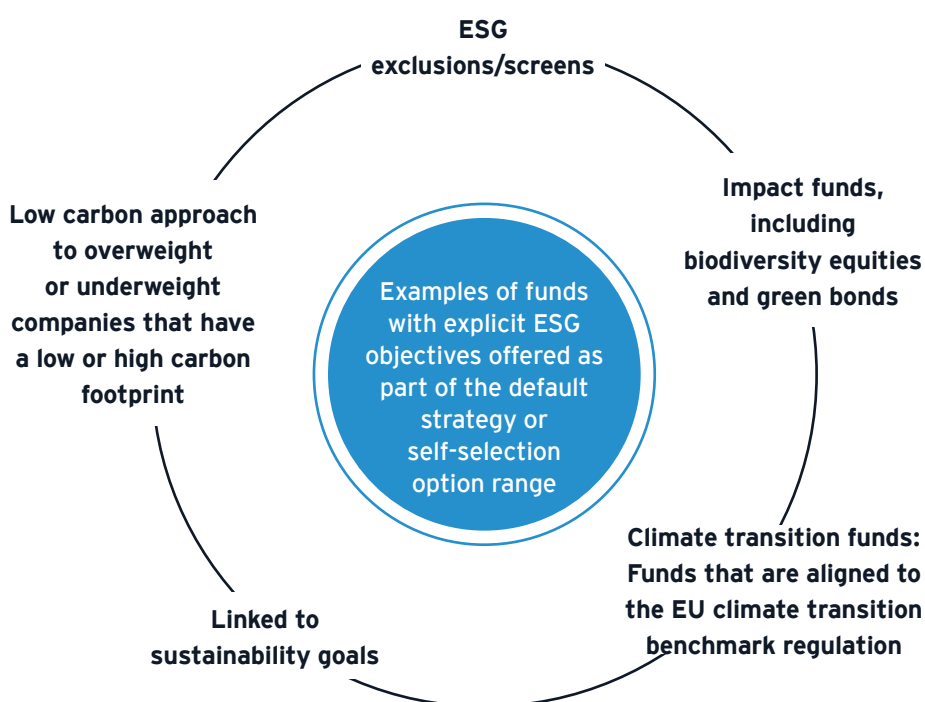 ESG
exclusions/screens
Impact funds,
including
biodiversity equities
and green bonds
Climate transition funds:
Funds that are aligned to
the EU climate transition
benchmark regulation
Linked to
sustainability goals
Low carbon approach
to overweight
or underweight
companies that have
a low or high carbon
footprint
Examples of funds
with explicit ESG
objectives offered as
part of the default
strategy or
self-selection
option range